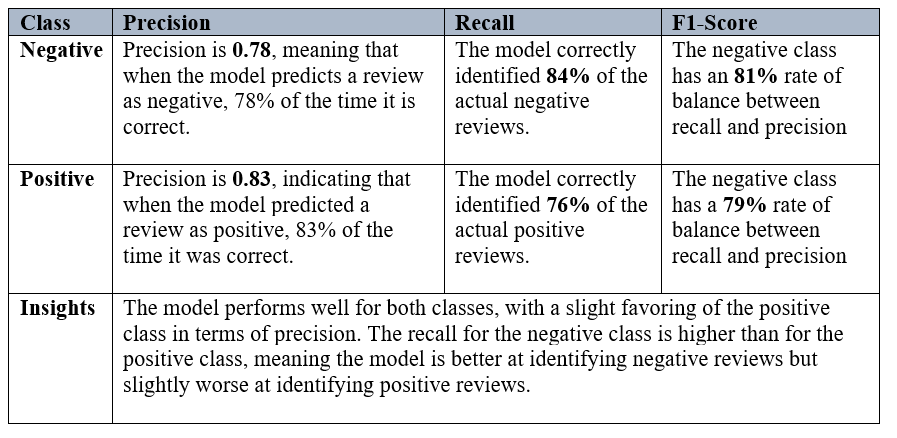 Class Precision Recall F1-Score
Negative Precision is 0.78, meaning that
when the model predicts a review
as negative, 78% of the time it is
correct.
The model correctly
identified 84% of the
actual negative
reviews.
The negative class
has an 81% rate of
balance between
recall and precision
Positive Precision is 0.83, indicating that
when the model predicted a
review as positive, 83% of the
time it was correct.
The model correctly
identified 76% of the
actual positive
reviews.
The negative class
has a 79% rate of
balance between
recall and precision
Insights The model performs well for both classes, with a slight favoring of the positive
class in terms of precision. The recall for the negative class is higher than for the
positive class, meaning the model is better at identifying negative reviews but
slightly worse at identifying positive reviews.